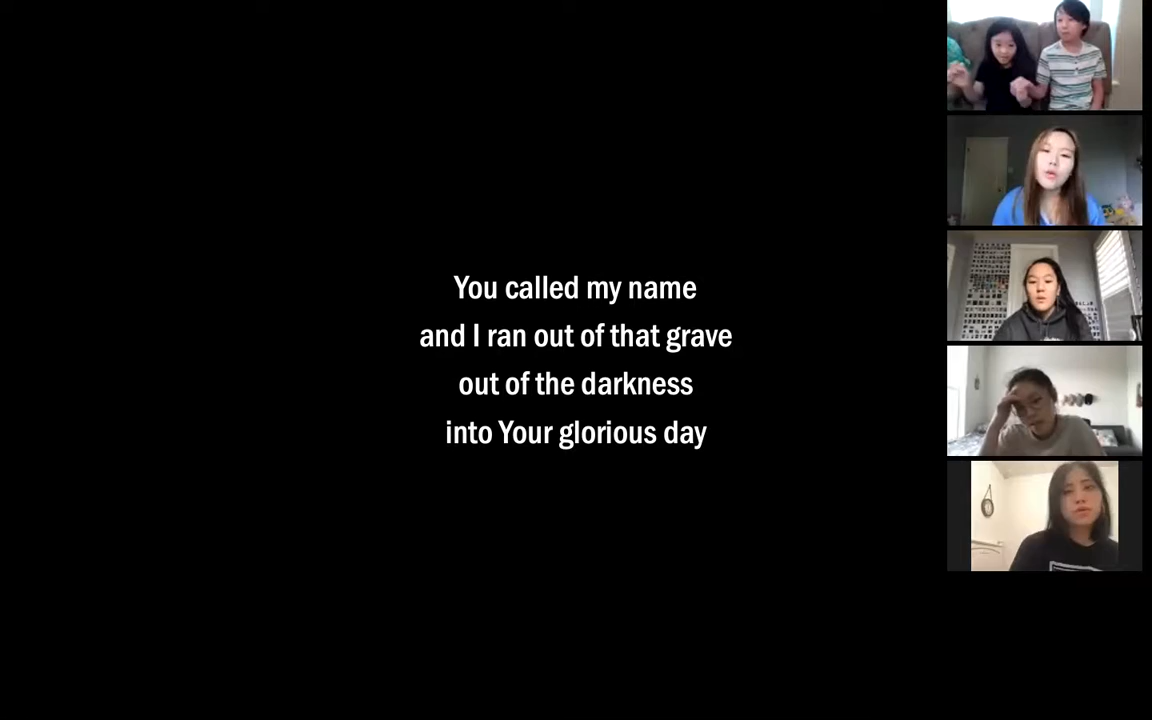 You called my name
and I ran out of that grave
out of the darkness
into Your glorious day